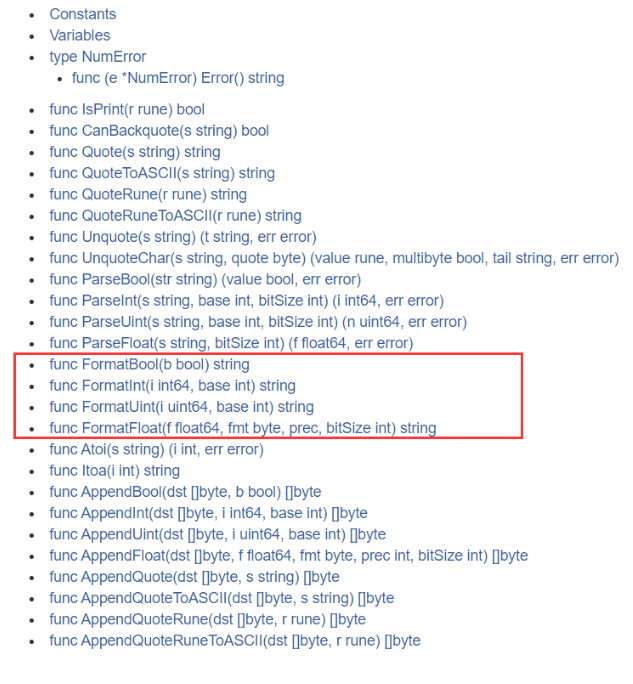 Constants
Variables
type NumError
func (e *NumError) Error() string
func IsPrint(r rune) bool
func CanBackquote(s string) bool
func Quote(s string) string
func QuoteToASCII(s string) string
func QuoteRune(r rune) string
func QuoteRuneToASCII(r rune) string
func Unquote(s string) (t string, err error)
func UnquoteChar(s string, quote byte) (value rune, multibyte bool, tail string, err error)
func ParseBool(str string) (value bool, err error)
func ParseInt(s string, base int, bitSize int) (i int64, err error)
func ParseUint(s string, base int, bitSize int) (n uint64, err error)
func ParseFloat(s string, bitSize int) (f float64, err error)
func FormatBool(b bool) string
func FormatInt(i int64, base int) string
func FormatUint(i uint64, base int) string
func FormatFloat(f float64, fmt byte, prec, bitSize int) string
func Atoi(s string) (i int, err error)
func Itoa(i int) string
func AppendBool(dst []byte, b bool) []byte
func AppendInt(dst []byte, i int64, base int) []byte
func AppendUint(dst []byte, i uint64, base int) []byte
func AppendFloat(dst []byte, f float64, fmt byte, prec int, bitSize int) []byte
func AppendQuote(dst []byte, s string) []byte
func AppendQuoteToASCII(dst []byte, s string) []byte
func AppendQuoteRune(dst []byte, r rune) []byte
func AppendQuoteRuneToASCII(dst []byte, r rune) []byte